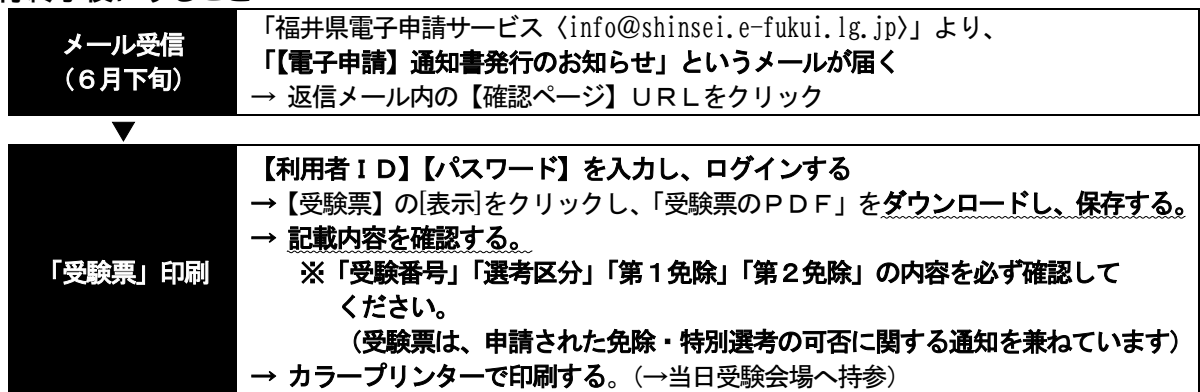 メール受信
（６月下旬）
「福井県電子申請サービス〈info@shinsei.e-fukui.lg.jp〉」より、
「【電子申請】通知書発行のお知らせ」というメールが届く
→ 返信メール内の【確認ページ】ＵＲＬをクリック
▼
「受験票」印刷
【利用者ＩＤ】【パスワード】を入力し、ログインする
→【受験票】の[表示]をクリックし、「受験票のＰＤＦ」をダウンロードし、保存する。
→ 記載内容を確認する。
※「受験番号」「選考区分」「第１免除」「第２免除」の内容を必ず確認して
ください。
（受験票は、申請された免除・特別選考の可否に関する通知を兼ねています）
→ カラープリンターで印刷する。（→当日受験会場へ持参）